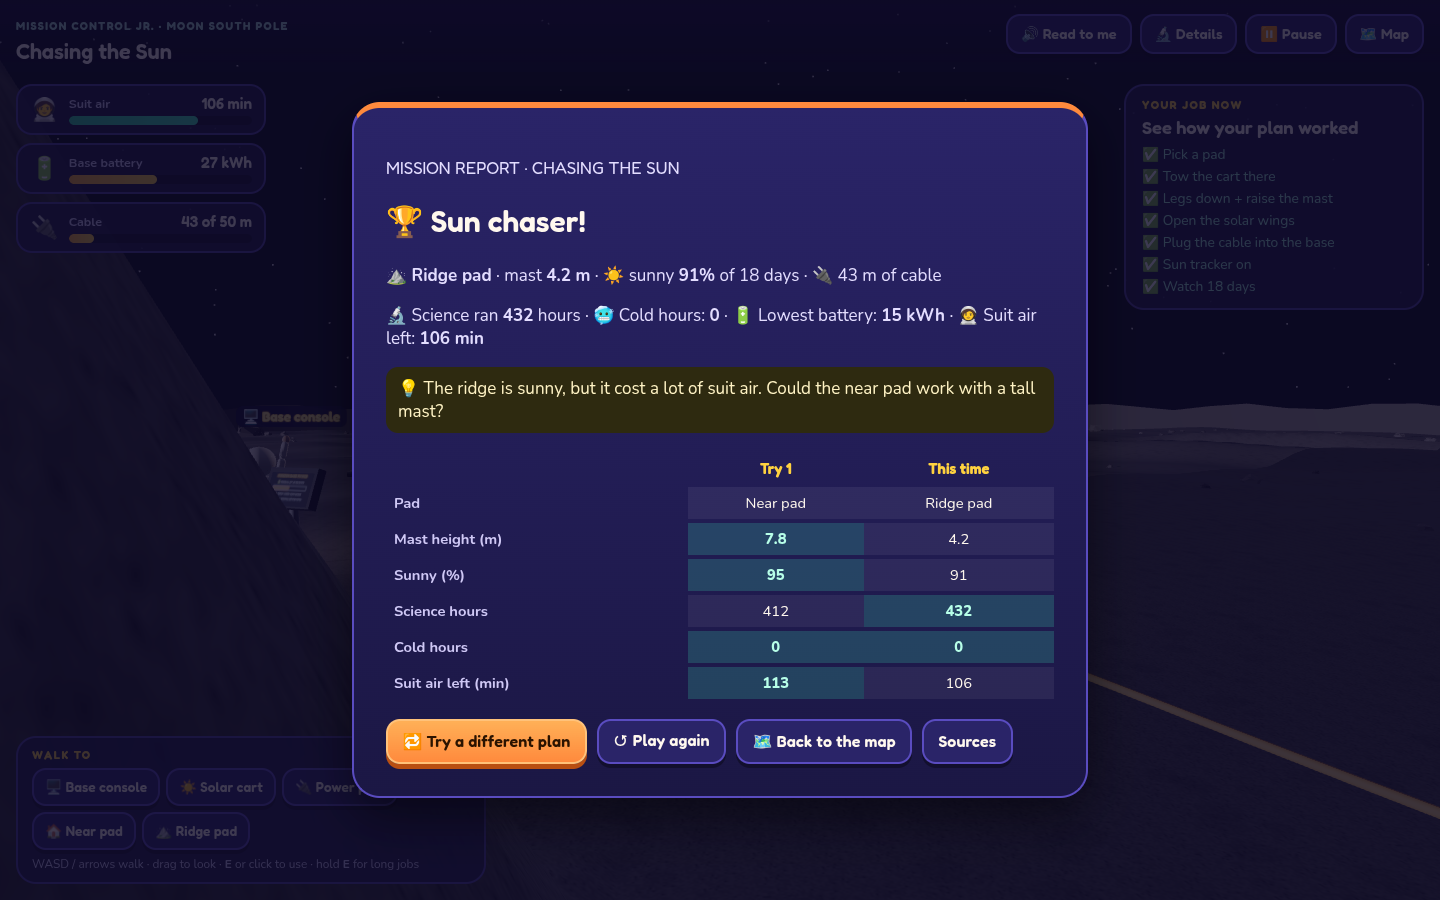 MISSION CONTROL JR. · MOON SOUTH POLE
Chasing the Sun
🔊 Read to me
🔬 Details
⏸️ Pause
🗺️ Map
Suit air 106 min
Base battery 27 kWh
Cable 43 of 50 m
YOUR JOB NOW
See how your plan worked
✅ Pick a pad
✅ Tow the cart there
✅ Legs down + raise the mast
✅ Open the solar wings
✅ Plug the cable into the base
✅ Sun tracker on
✅ Watch 18 days
🖥️ Base console
MISSION REPORT · CHASING THE SUN
🏆 Sun chaser!
⛰️ Ridge pad · mast 4.2 m · ☀️ sunny 91% of 18 days · 🔌 43 m of cable
🔬 Science ran 432 hours · 🥶 Cold hours: 0 · 🔋 Lowest battery: 15 kWh · 🧑‍🚀 Suit air
left: 106 min
💡 The ridge is sunny, but it cost a lot of suit air. Could the near pad work with a tall
mast?
Try 1 This time
Pad Near pad Ridge pad
Mast height (m) 7.8 4.2
Sunny (%) 95 91
Science hours 412 432
Cold hours 0 0
Suit air left (min) 113 106
🔁 Try a different plan
↺ Play again
🗺️ Back to the map
Sources
WALK TO
🖥️ Base console
☀️ Solar cart
🔌 Power
🏠 Near pad
⛰️ Ridge pad
WASD / arrows walk · drag to look · E or click to use · hold E for long jobs